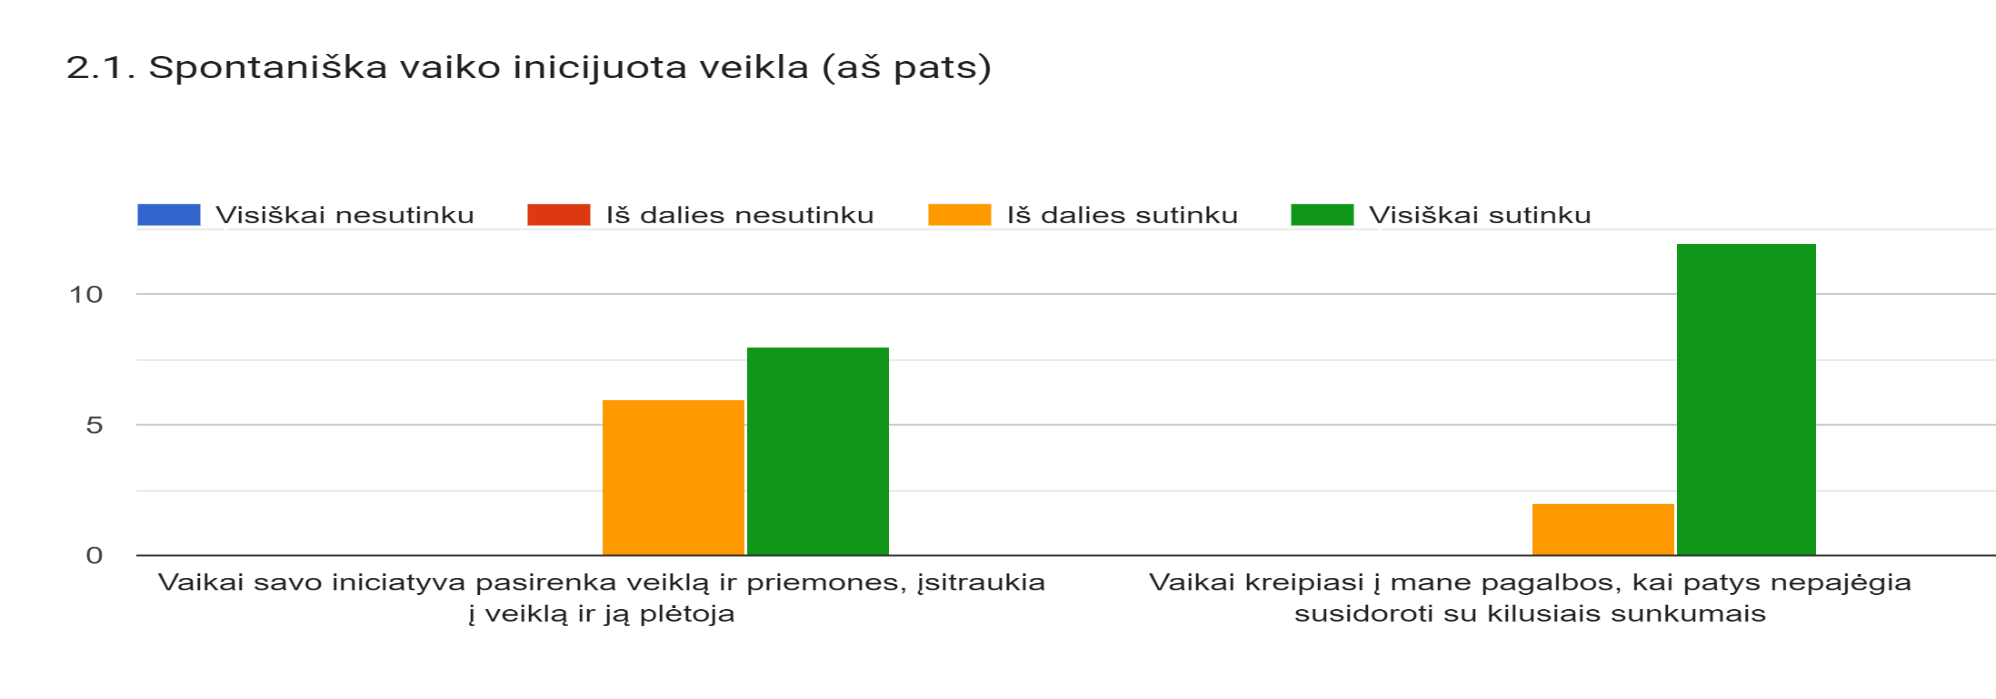 2.1. Spontaniška vaiko inicijuota veikla (aš pats)
Visiškai nesutinku
Iš dalies nesutinku
Iš dalies sutinku
Visiškai sutinku
10
5
0
Vaikai savo iniciatyva pasirenka veiklą ir priemones, įsitraukia
į veiklą ir ją plėtoja
Vaikai kreipiasi į mane pagalbos, kai patys nepajėgia
susidoroti su kilusiais sunkumais